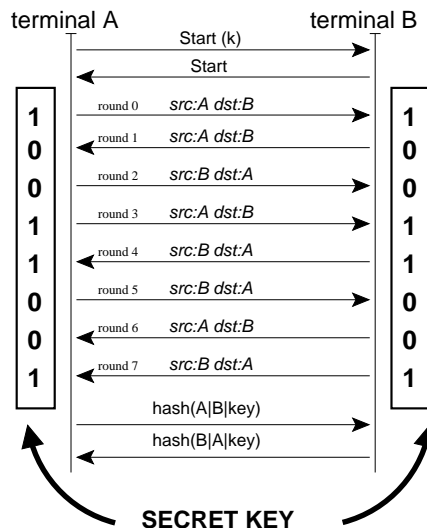 terminal A terminal B
Start (k)
Start
1 round 0 src:A dst:B 1
0 round 1 src:A dst:B 0
0 round 2 src:B dst:A 0
1 round 3 src:A dst:B 1
1 round 4 src:B dst:A 1
0 round 5 src:B dst:A 0
0 round 6 src:A dst:B 0
1 round 7 src:B dst:A 1
hash(A|B|key)
hash(B|A|key)
SECRET KEY